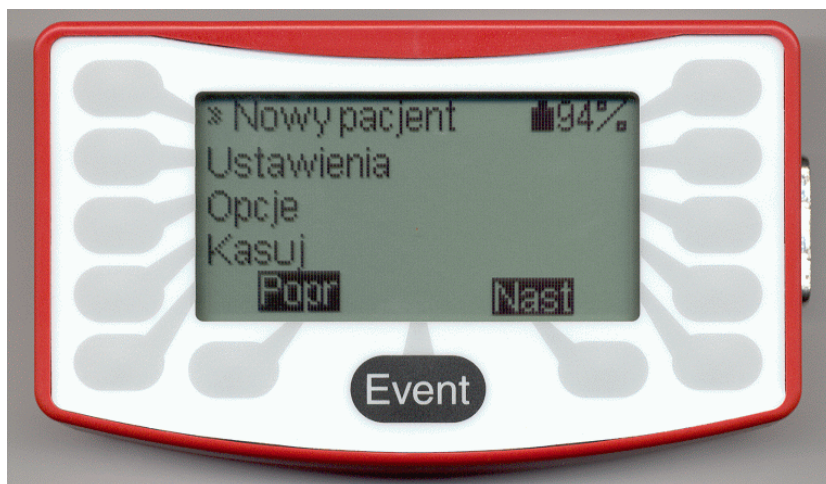 » Nowy pacjent 94%
Ustawienia
Opcje
Kasuj
Popr Nast
Event